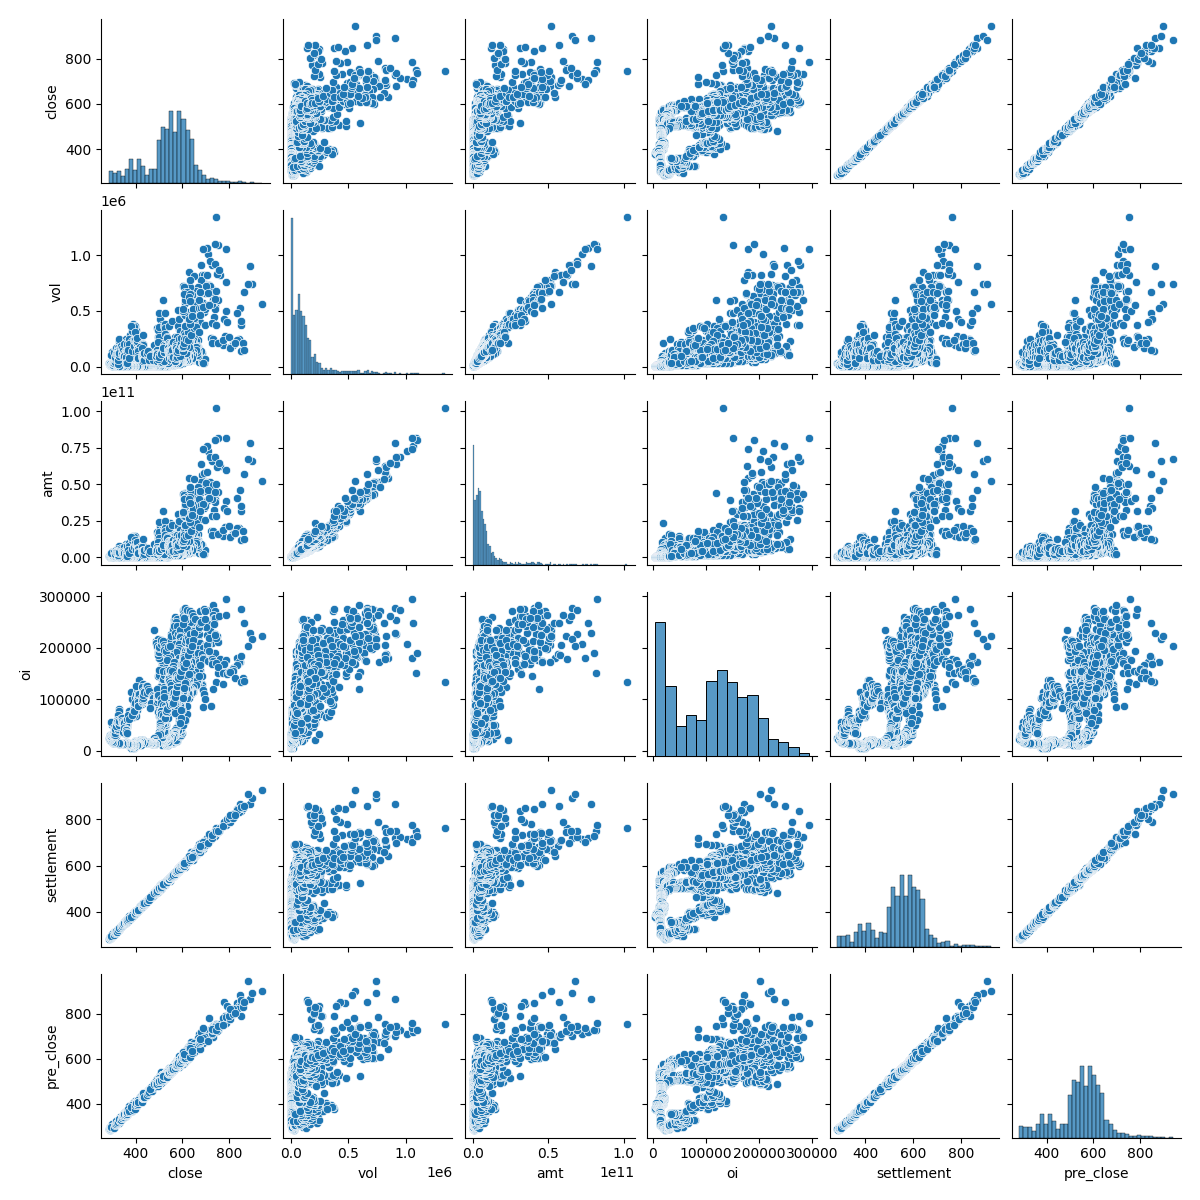 800
600
400
close
1e6
1.0
0.5
0.0
vol
1e11
1.00
0.75
0.50
0.25
0.00
amt
300000
200000
100000
0
oi
800
600
400
settlement
800
600
400
pre_close
400 600 800 0.0 0.5 1.0 0.0 0.5 1.0 0 100000 200000 300000 400 600 800 400 600 800
1e6 1e11
close vol amt oi settlement pre_close